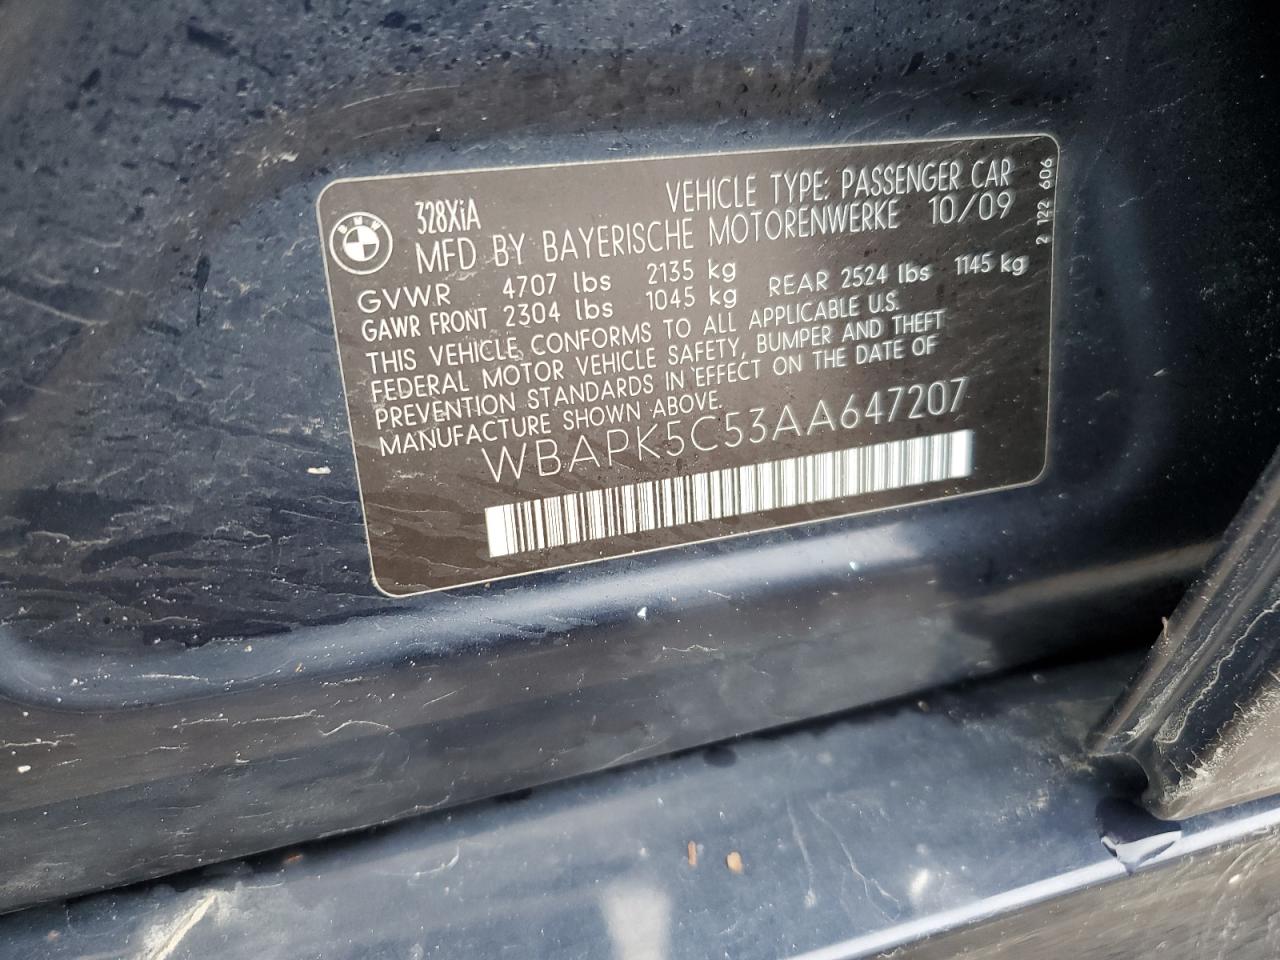 VEHICLE TYPE: PASSENGER CAR
328XiA
MFD BY BAYERISCHE MOTORENWERKE 10/09
GVWR 4707 lbs 2135 kg
GAWR FRONT 2304 lbs 1045 kg REAR 2524 lbs 1145 kg
THIS VEHICLE CONFORMS TO ALL APPLICABLE U.S.
FEDERAL MOTOR VEHICLE SAFETY, BUMPER AND THEFT
PREVENTION STANDARDS IN EFFECT ON THE DATE OF
MANUFACTURE SHOWN ABOVE.
WBAPK5C53AA647207
2 122 606